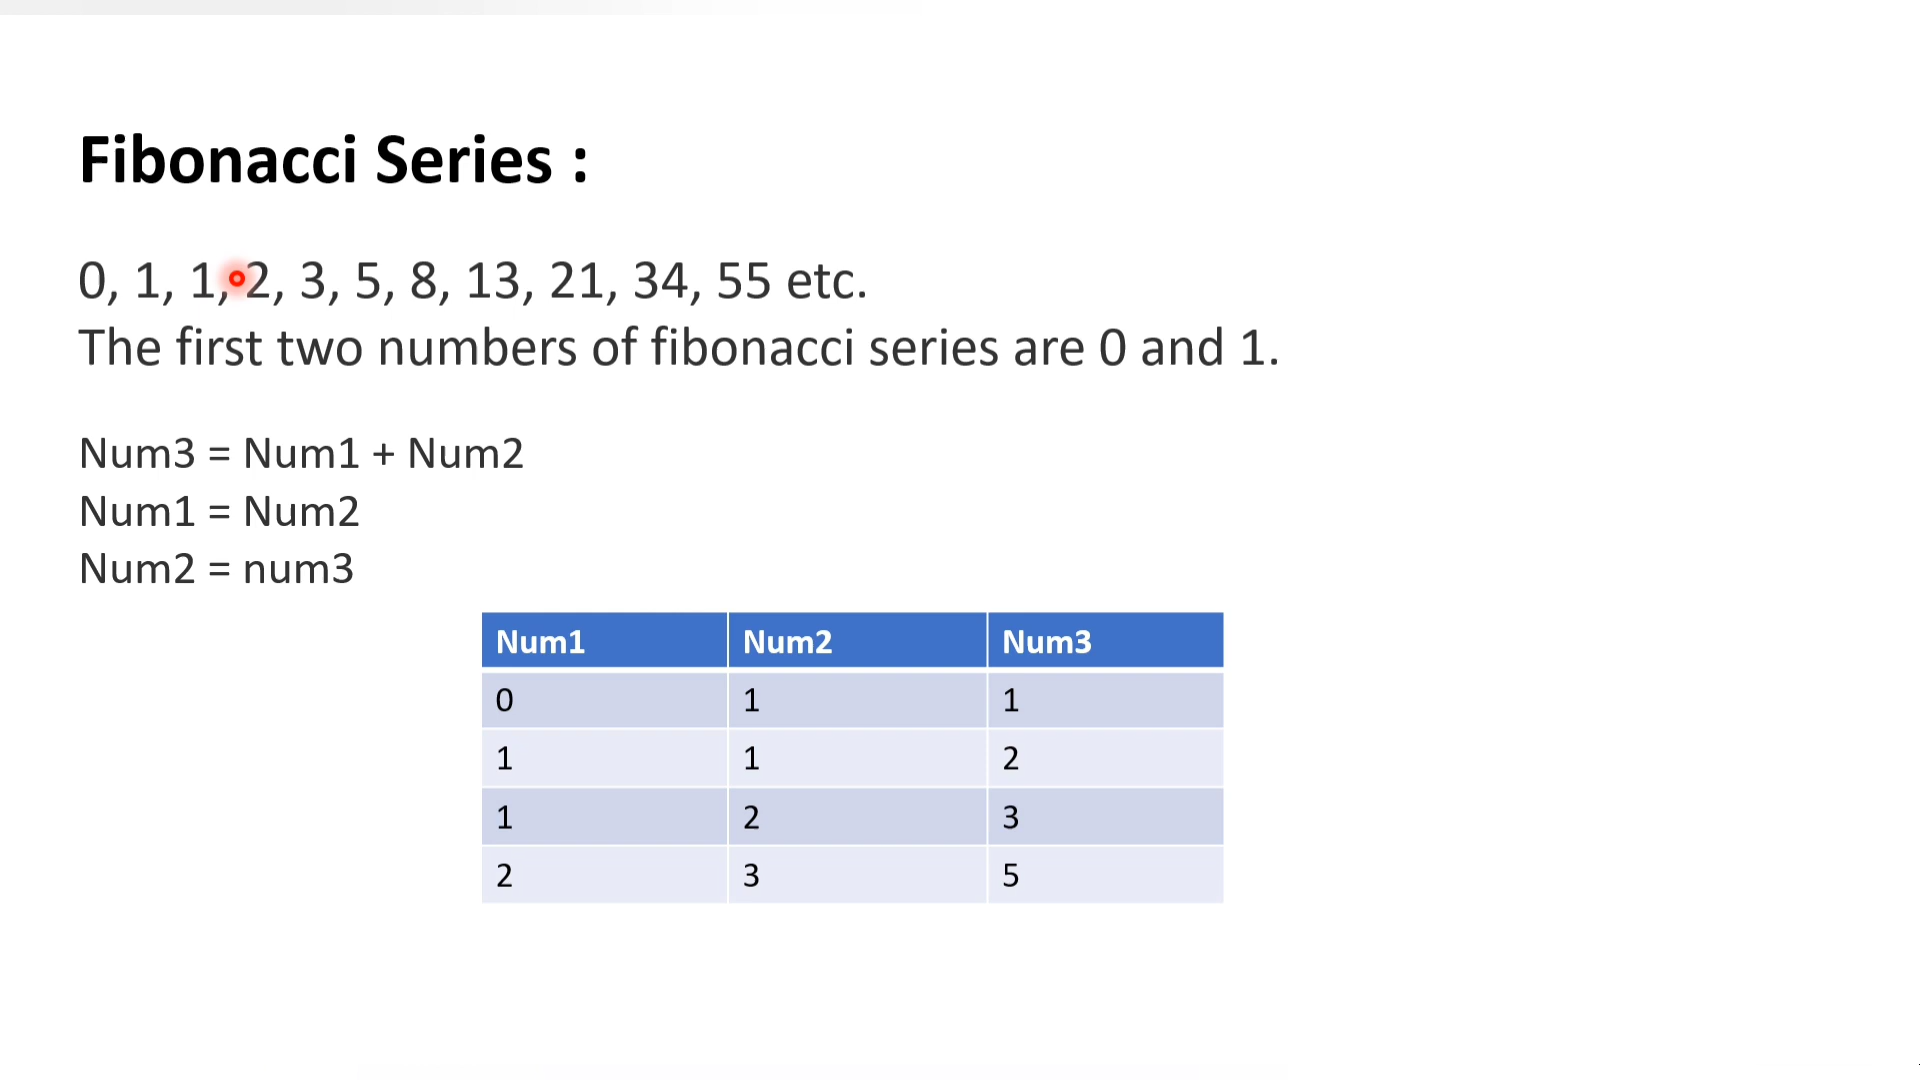 Fibonacci Series :
0, 1, 1, 2, 3, 5, 8, 13, 21, 34, 55 etc.
The first two numbers of fibonacci series are 0 and 1.
Num3 = Num1 + Num2
Num1 = Num2
Num2 = num3
Num1 Num2 Num3
0 1 1
1 1 2
1 2 3
2 3 5